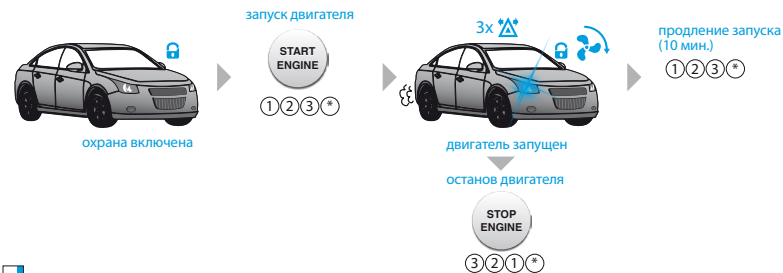 запуск двигателя
START
ENGINE
①②③*
охрана включена
3x
двигатель запущен
продление запуска
(10 мин.)
①②③*
останов двигателя
STOP
ENGINE
③②①*